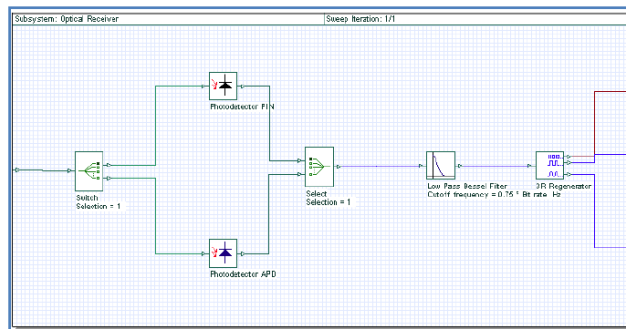 Subsystem: Optical Receiver
Sweep Iteration: 1/1
Photodetector PIN
Switch
Selection = 1
Select
Selection = 1
Low Pass Bessel Filter
Cutoff frequency = 0.75 * Bit rate Hz
3R Regenerator
Photodetector APD